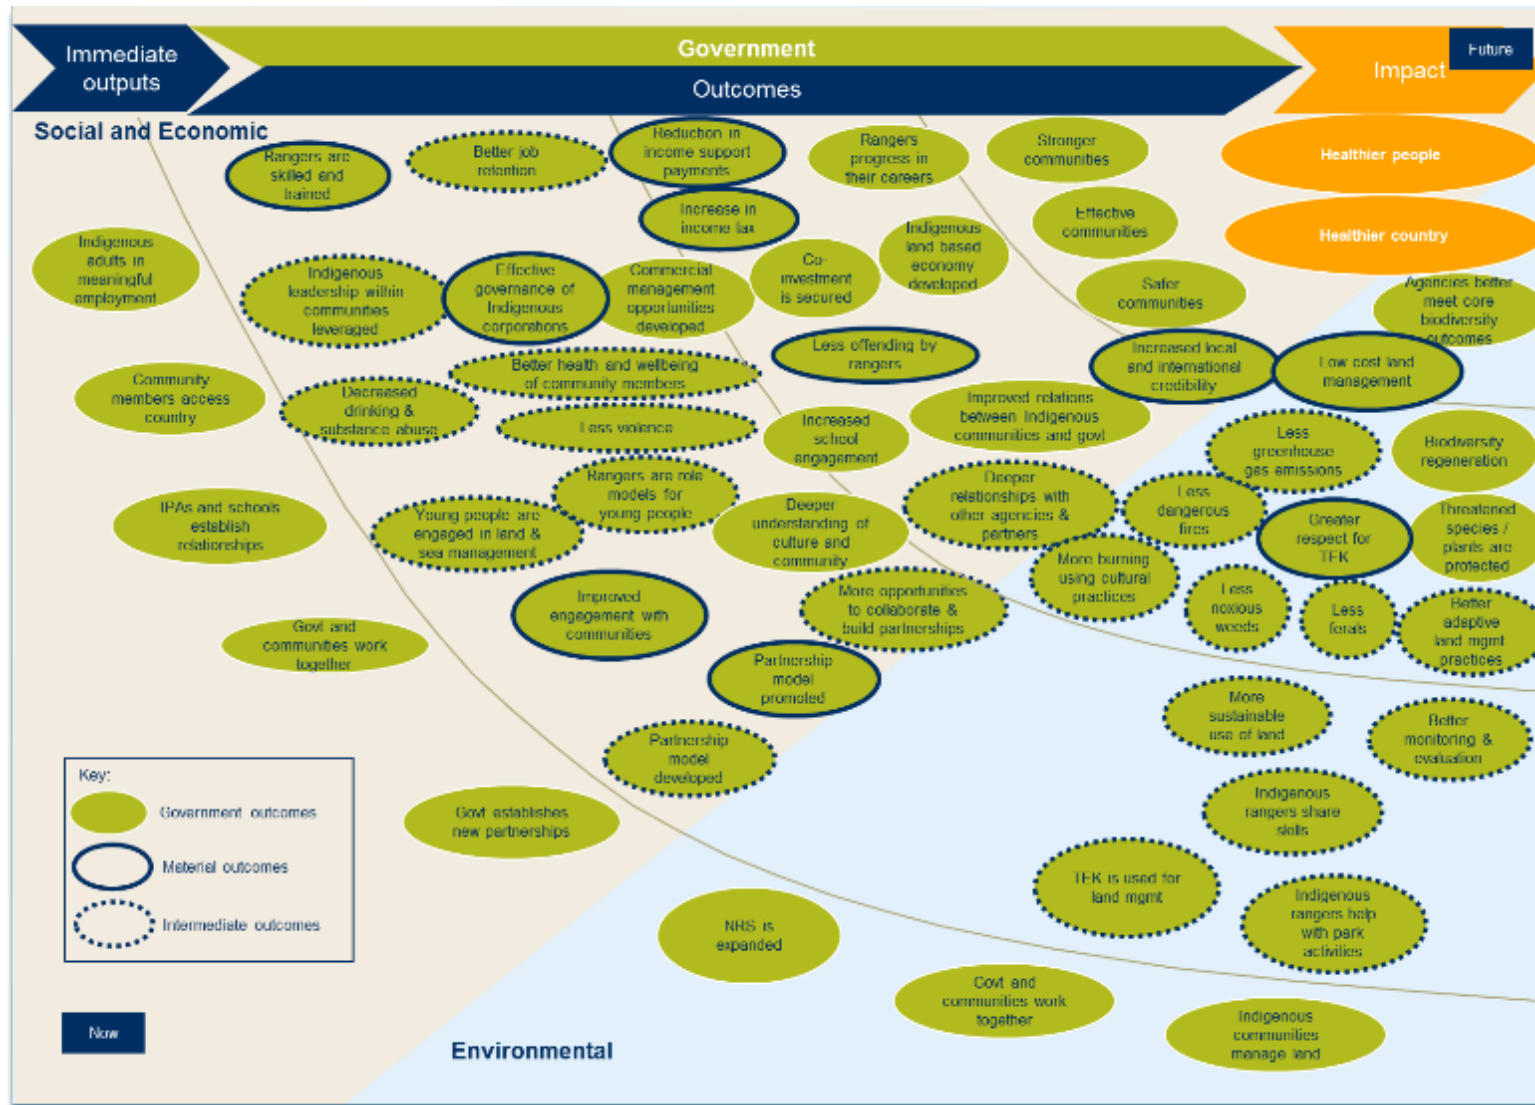 Immediate
outputs
Government
Outcomes
Impact
Future
Social and Economic
Rangers are
skilled and
trained
Better job
retention
Reduction in
income support
payments
Rangers
progress in
their careers
Stronger
communities
Healthier people
Increase in
income tax
Effective
communities
Healthier country
Indigenous
adults in
meaningful
employment
Indigenous
leadership within
communities
leveraged
Effective
governance of
Indigenous
corporations
Commercial
management
opportunities
developed
Co-
investment
is secured
Indigenous
land based
economy
developed
Safer
communities
Agencies better
meet core
biodiversity
outcomes
Less offending by
rangers
Increased local
and international
credibility
Low cost land
management
Community
members access
country
Decreased
drinking &
substance abuse
Better health and wellbeing
of community members
Less violence
Increased
school
engagement
Improved relations
between Indigenous
communities and govt
Less
greenhouse
gas emissions
Biodiversity
regeneration
IPAs and schools
establish
relationships
Young people are
engaged in land &
sea management
Rangers are role
models for
young people
Deeper
understanding of
culture and
community
Deeper
relationships with
other agencies &
partners
Less
dangerous
fires
Greater
respect for
TEK
Threatened
species /
plants are
protected
Improved
engagement with
communities
More opportunities
to collaborate &
build partnerships
More burning
using cultural
practices
Less
noxious
weeds
Less
ferals
Better
adaptive
land mgmt
practices
Govt and
communities work
together
Partnership
model
promoted
More
sustainable
use of land
Better
monitoring &
evaluation
Partnership
model
developed
Indigenous
rangers share
skills
Govt establishes
new partnerships
TEK is used for
land mgmt
Indigenous
rangers help
with park
activities
NRS is
expanded
Govt and
communities work
together
Indigenous
communities
manage land
Key:
Government outcomes
Material outcomes
Intermediate outcomes
Now
Environmental